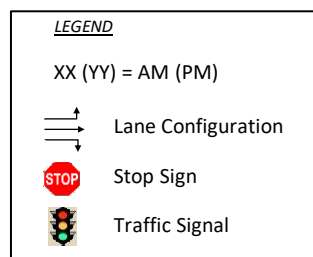 LEGEND
XX (YY) = AM (PM)
Lane Configuration
STOP Stop Sign
Traffic Signal